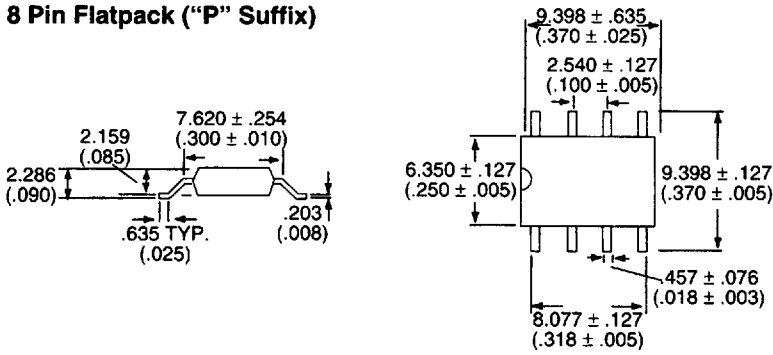 8 Pin Flatpack (“P” Suffix)
7.620 ± .254
(.300 ± .010)
2.159
(.085)
2.286
(.090)
.635 TYP.
(.025)
.203
(.008)
9.398 ± .635
(.370 ± .025)
2.540 ± .127
(.100 ± .005)
6.350 ± .127
(.250 ± .005)
9.398 ± .127
(.370 ± .005)
.457 ± .076
(.018 ± .003)
8.077 ± .127
(.318 ± .005)